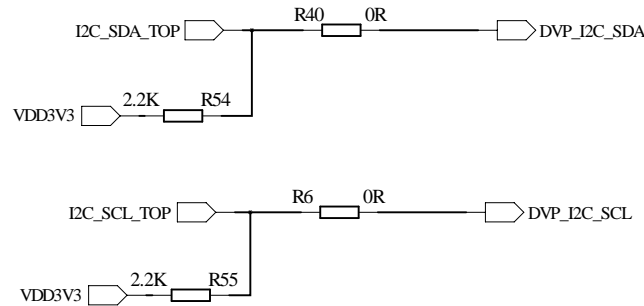 R40 0R
I2C_SDA_TOP DVP_I2C_SDA
2.2K R54
VDD3V3
R6 0R
I2C_SCL_TOP DVP_I2C_SCL
2.2K R55
VDD3V3